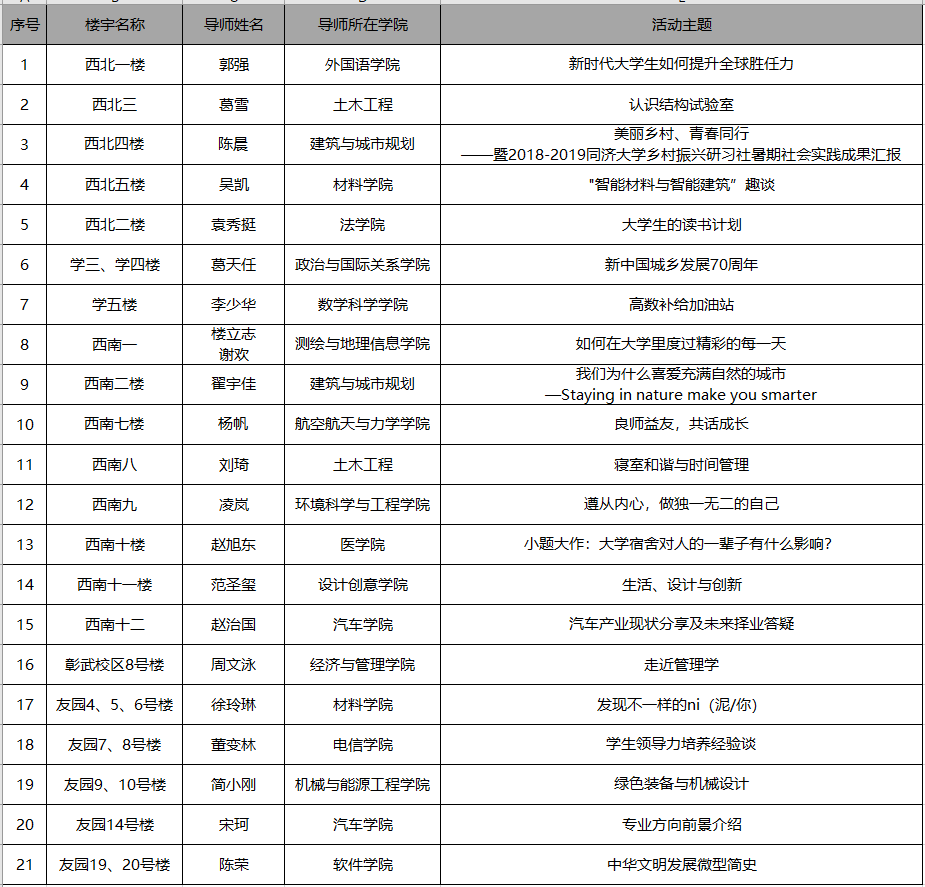 序号 楼宇名称 导师姓名 导师所在学院 活动主题
1 西北一楼 郭强 外国语学院 新时代大学生如何提升全球胜任力
2 西北三 葛雪 土木工程 认识结构试验室
3 西北四楼 陈晨 建筑与城市规划 美丽乡村、青春同行
——暨2018-2019同济大学乡村振兴研习社暑期社会实践成果汇报
4 西北五楼 吴凯 材料学院 "智能材料与智能建筑”趣谈
5 西北二楼 袁秀挺 法学院 大学生的读书计划
6 学三、学四楼 葛天任 政治与国际关系学院 新中国城乡发展70周年
7 学五楼 李少华 数学科学学院 高数补给加油站
8 西南一 楼立志 测绘与地理信息学院 如何在大学里度过精彩的每一天
谢欢
9 西南二楼 翟宇佳 建筑与城市规划 我们为什么喜爱充满自然的城市
—Staying in nature make you smarter
10 西南七楼 杨帆 航空航天与力学学院 良师益友，共话成长
11 西南八 刘琦 土木工程 寝室和谐与时间管理
12 西南九 凌岚 环境科学与工程学院 遵从内心，做独一无二的自己
13 西南十楼 赵旭东 医学院 小题大作：大学宿舍对人的一辈子有什么影响?
14 西南十一楼 范圣玺 设计创意学院 生活、设计与创新
15 西南十二 赵治国 汽车学院 汽车产业现状分享及未来择业答疑
16 彰武校区8号楼 周文泳 经济与管理学院 走近管理学
17 友园4、5、6号楼 徐玲琳 材料学院 发现不一样的ni（泥/你）
18 友园7、8号楼 董变林 电信学院 学生领导力培养经验谈
19 友园9、10号楼 简小刚 机械与能源工程学院 绿色装备与机械设计
20 友园14号楼 宋珂 汽车学院 专业方向前景介绍
21 友园19、20号楼 陈荣 软件学院 中华文明发展微型简史